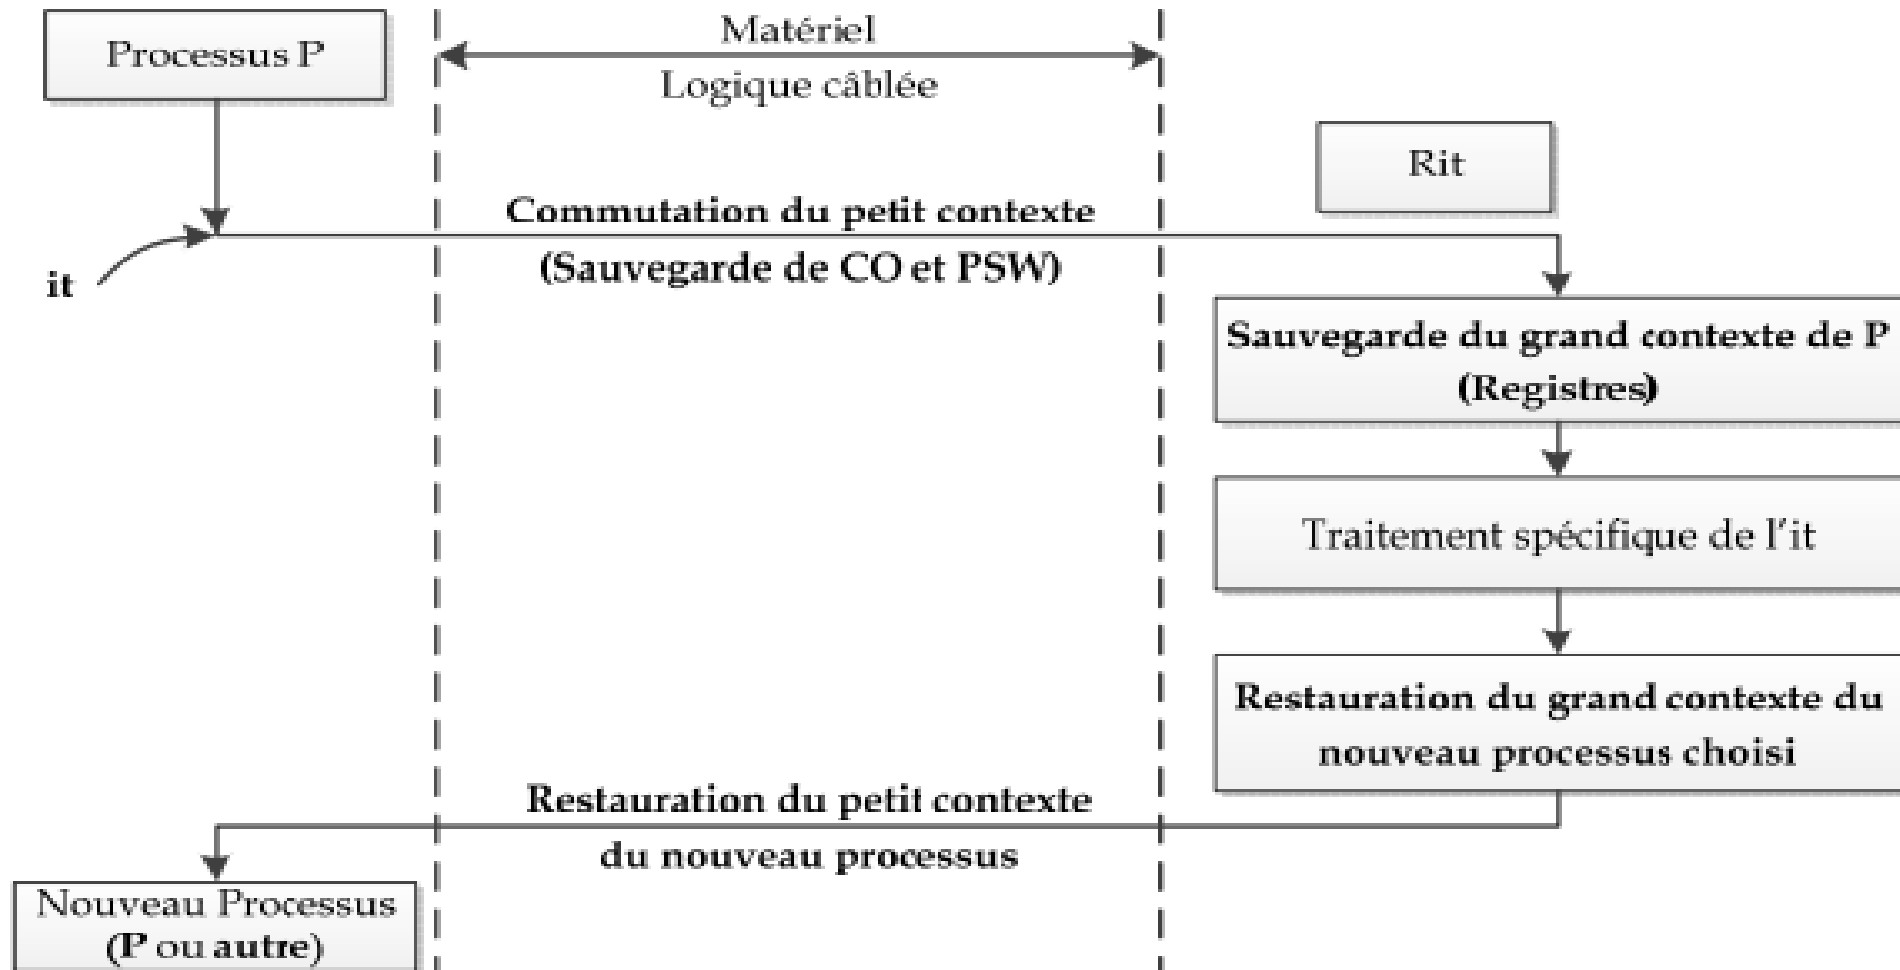 Processus P
Matériel
Logique câblée
Rit
Commutation du petit contexte
(Sauvegarde de CO et PSW)
it
Sauvegarde du grand contexte de P
(Registres)
Traitement spécifique de l'it
Restauration du grand contexte du
nouveau processus choisi
Restauration du petit contexte
du nouveau processus
Nouveau Processus
(P ou autre)